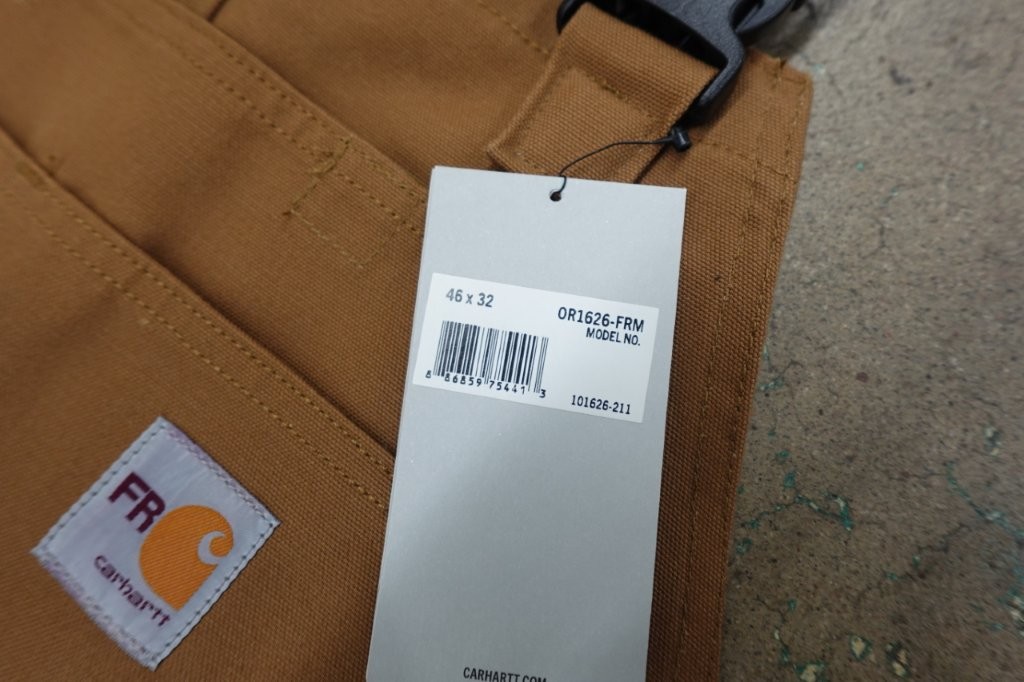 46 x 32
OR1626-FRM
MODEL NO.
8 86859 75441 3
101626-211
FR
carhartt
CARHARTT.COM